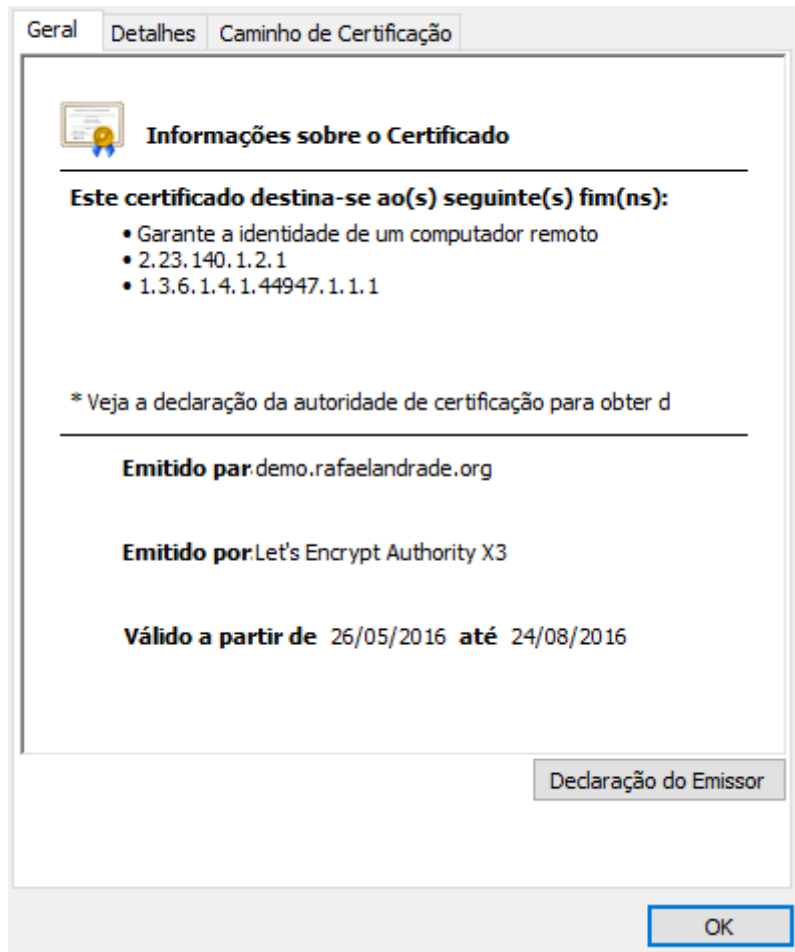 Geral Detalhes Caminho de Certificação
Informações sobre o Certificado
Este certificado destina-se ao(s) seguinte(s) fim(ns):
• Garante a identidade de um computador remoto
• 2.23.140.1.2.1
• 1.3.6.1.4.1.44947.1.1.1
* Veja a declaração da autoridade de certificação para obter d
Emitido par demo.rafaelandrade.org
Emitido por Let's Encrypt Authority X3
Válido a partir de 26/05/2016 até 24/08/2016
Declaração do Emissor
OK